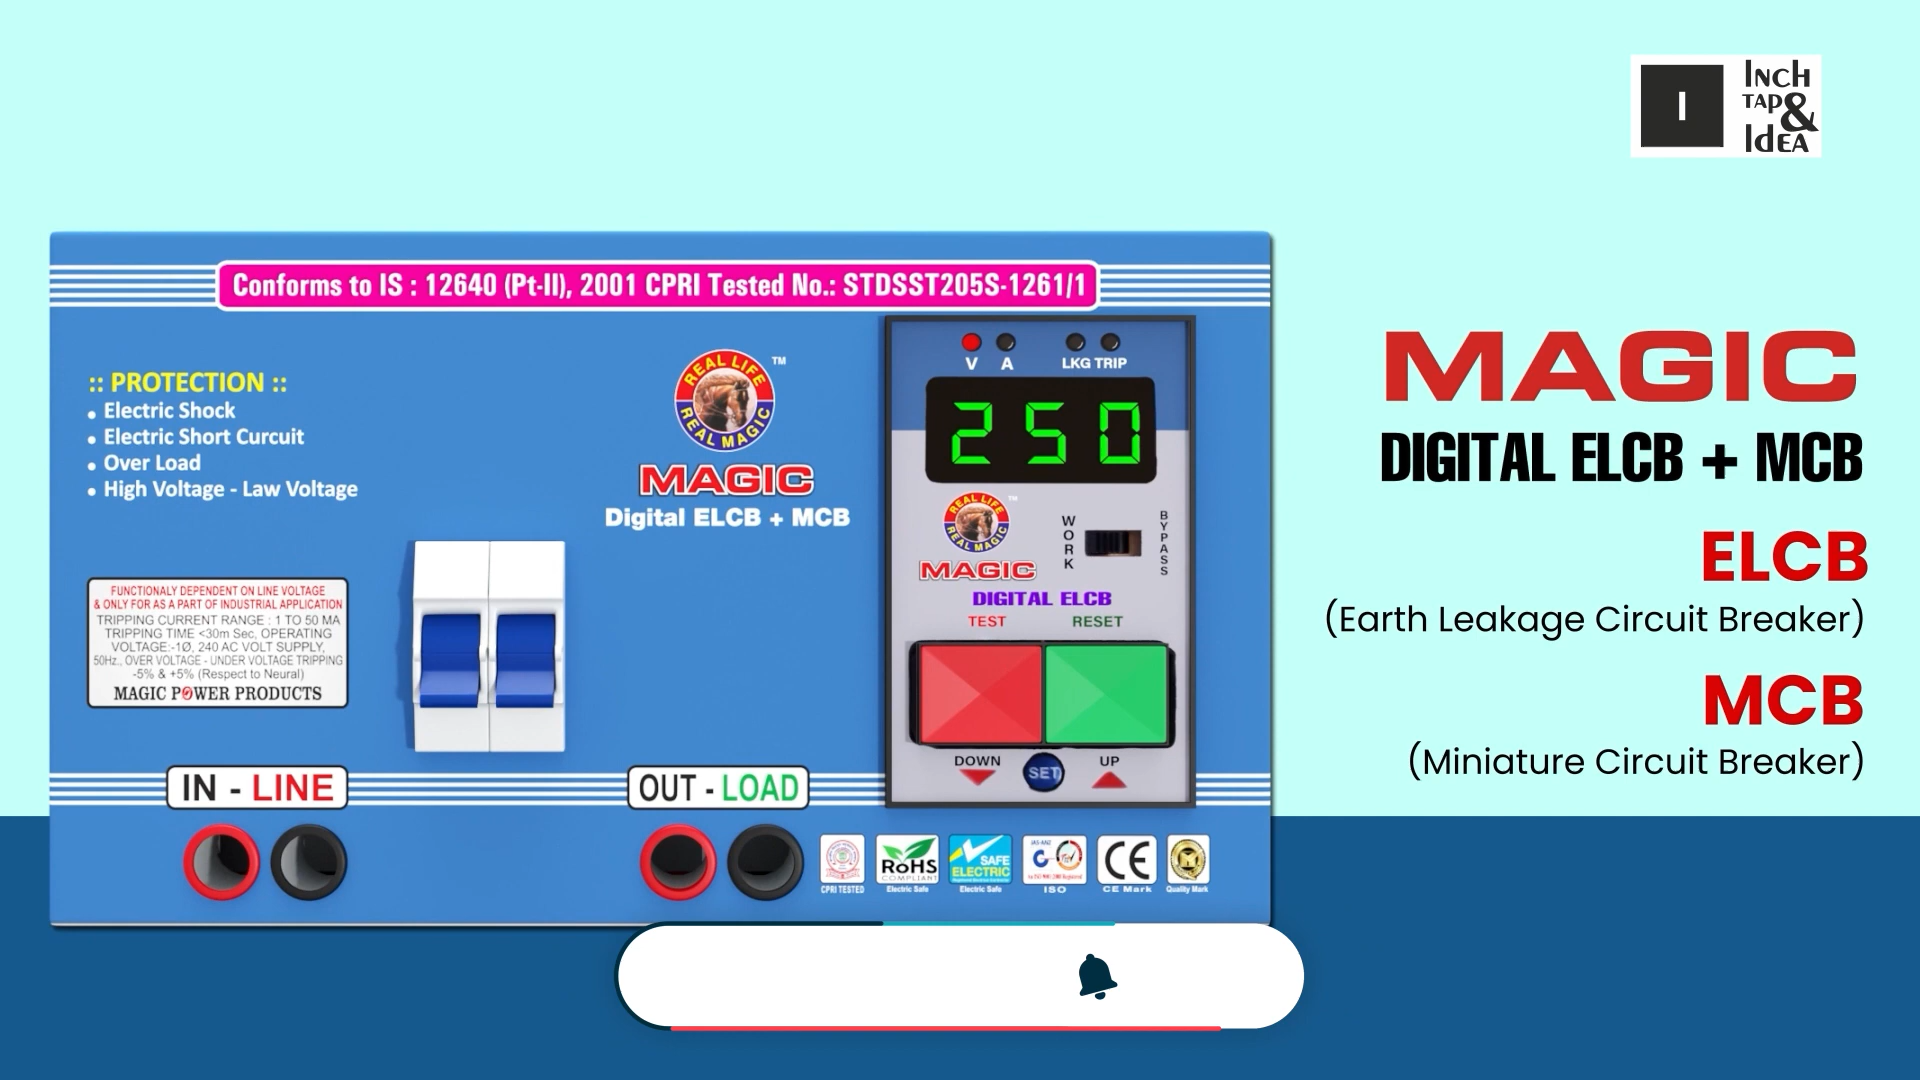 INCH
TAP &
IdEA
I
Conforms to IS : 12640 (Pt-II), 2001 CPRI Tested No.: STDSST205S-1261/1
:: PROTECTION ::
• Electric Shock
• Electric Short Curcuit
• Over Load
• High Voltage - Law Voltage
FUNCTIONALY DEPENDENT ON LINE VOLTAGE
& ONLY FOR AS A PART OF INDUSTRIAL APPLICATION
TRIPPING CURRENT RANGE : 1 TO 50 MA
TRIPPING TIME <30m Sec, OPERATING
VOLTAGE:-1Ø, 240 AC VOLT SUPPLY,
50Hz., OVER VOLTAGE - UNDER VOLTAGE TRIPPING
-5% & +5% (Respect to Neural)
MAGIC POWER PRODUCTS
REAL LIFE TM
REAL MAGIC
MAGIC
Digital ELCB + MCB
V A LKG TRIP
250
REAL LIFE TM
REAL MAGIC
MAGIC
WORK
BYPASS
DIGITAL ELCB
TEST RESET
DOWN SET UP
IN - LINE
OUT - LOAD
CPRI TESTED
RoHS
COMPLIANT
Electric Safe
SAFE
ELECTRIC
Electric Safe
ISO
CE
CE Mark
M
Quality Mark
MAGIC
DIGITAL ELCB + MCB
ELCB
(Earth Leakage Circuit Breaker)
MCB
(Miniature Circuit Breaker)